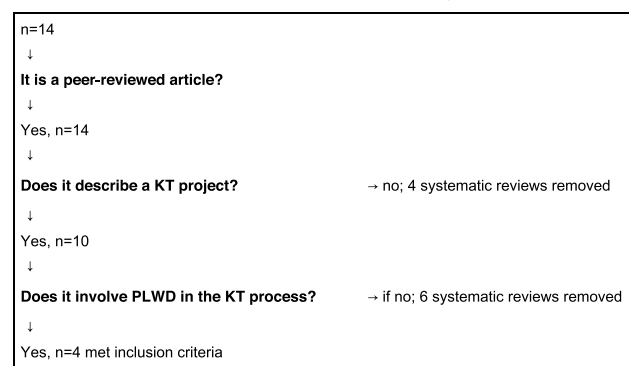 n=14
↓
It is a peer-reviewed article?
↓
Yes, n=14
↓
Does it describe a KT project? → no; 4 systematic reviews removed
↓
Yes, n=10
↓
Does it involve PLWD in the KT process? → if no; 6 systematic reviews removed
↓
Yes, n=4 met inclusion criteria